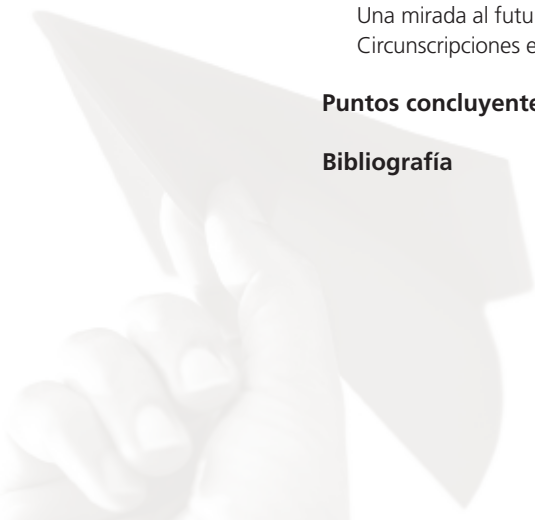 Una mirada al futu
Circunscripciones e
Puntos concluyente
Bibliografía